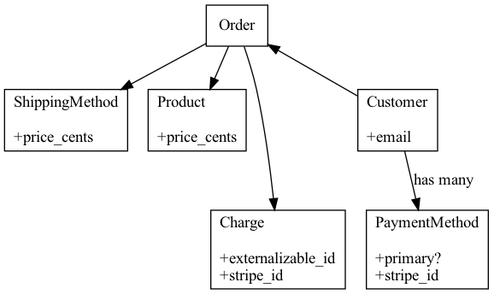 Order
ShippingMethod
+price_cents
Product
+price_cents
Customer
+email
has many
Charge
+externalizable_id
+stripe_id
PaymentMethod
+primary?
+stripe_id